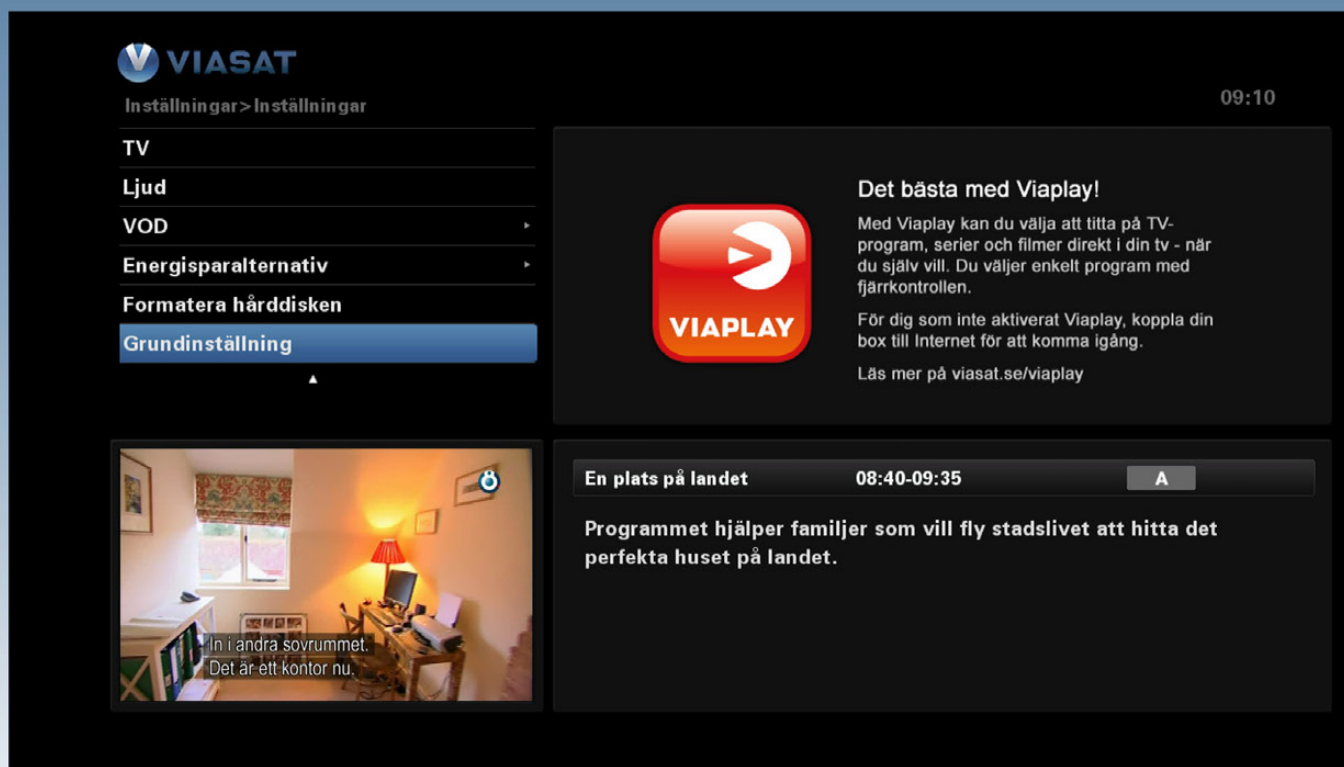 VIASAT
Inställningar>Inställningar
09:10
TV
Ljud
VOD
Energisparalternativ
Formatera hårddisken
Grundinställning
VIAPLAY
Det bästa med Viaplay!
Med Viaplay kan du välja att titta på TV-
program, serier och filmer direkt i din tv - när
du själv vill. Du väljer enkelt program med
fjärrkontrollen.
För dig som inte aktiverat Viaplay, koppla din
box till Internet för att komma igång.
Läs mer på viasat.se/viaplay
Ö
In i andra sovrummet.
Det är ett kontor nu.
En plats på landet 08:40-09:35 A
Programmet hjälper familjer som vill fly stadslivet att hitta det
perfekta huset på landet.